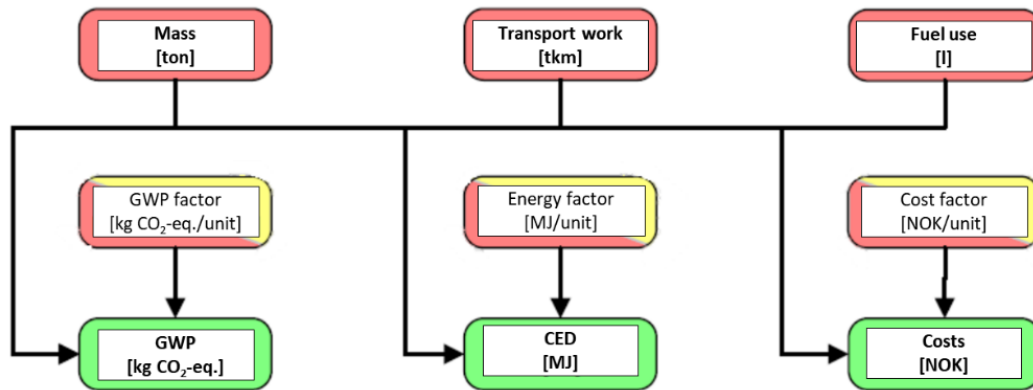 Mass
[ton]
Transport work
[tkm]
Fuel use
[l]
GWP factor
[kg CO₂-eq./unit]
Energy factor
[MJ/unit]
Cost factor
[NOK/unit]
GWP
[kg CO₂-eq.]
CED
[MJ]
Costs
[NOK]